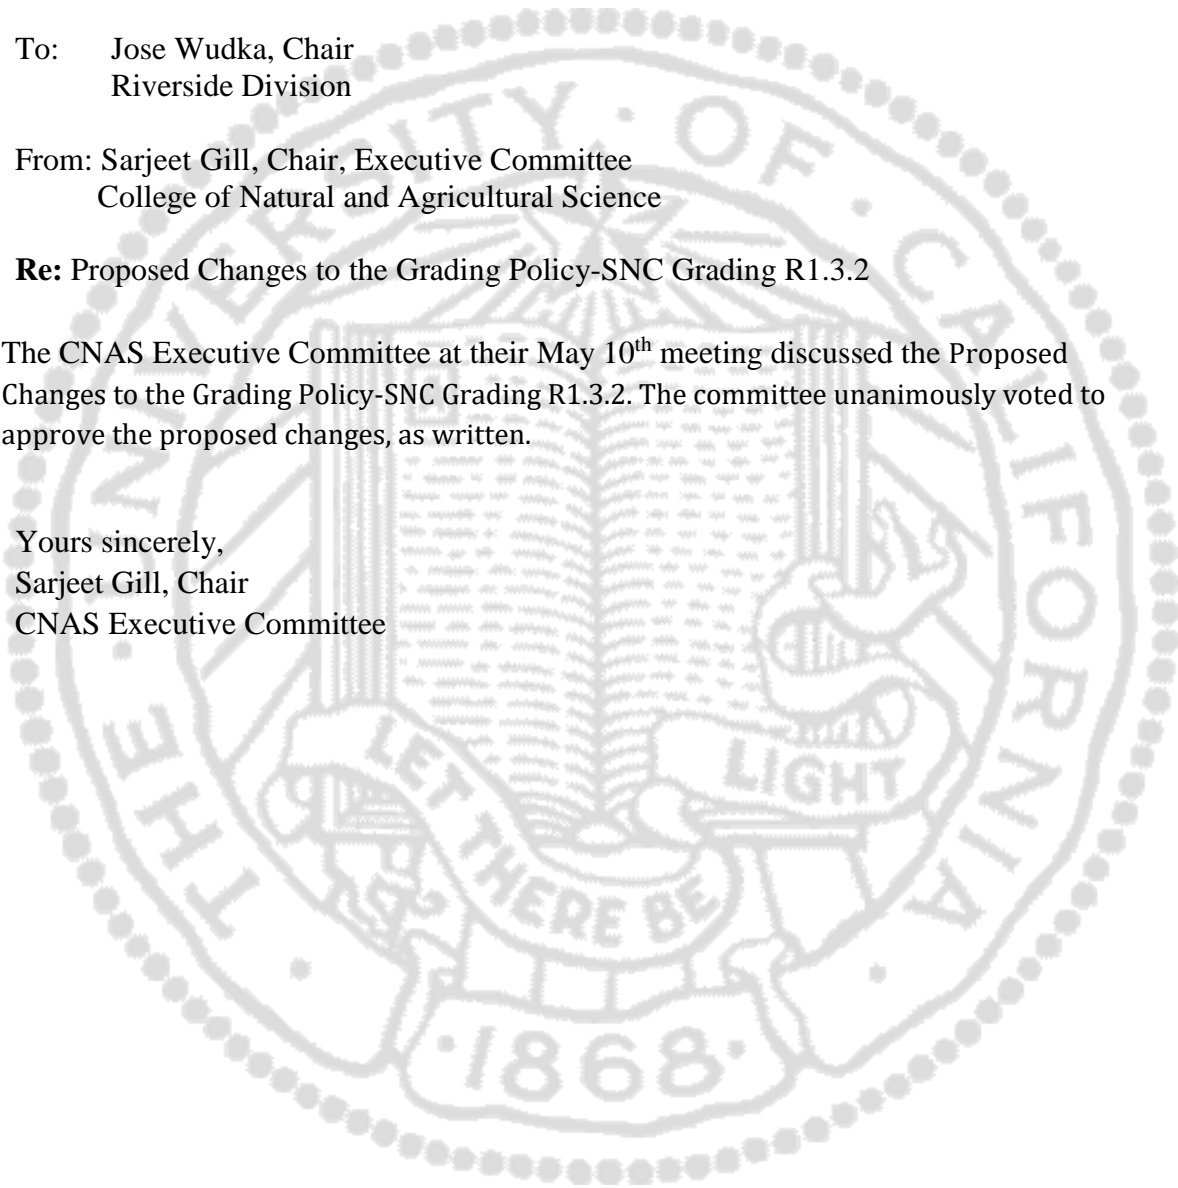 To: Jose Wudka, Chair
Riverside Division
From: Sarjeet Gill, Chair, Executive Committee
College of Natural and Agricultural Science
Re: Proposed Changes to the Grading Policy-SNC Grading R1.3.2
The CNAS Executive Committee at their May 10th meeting discussed the Proposed
Changes to the Grading Policy-SNC Grading R1.3.2. The committee unanimously voted to
approve the proposed changes, as written.
Yours sincerely,
Sarjeet Gill, Chair
CNAS Executive Committee
THE · UNIVERSITY · OF · CALIFORNIA ·
LET THERE BE LIGHT
·1868·